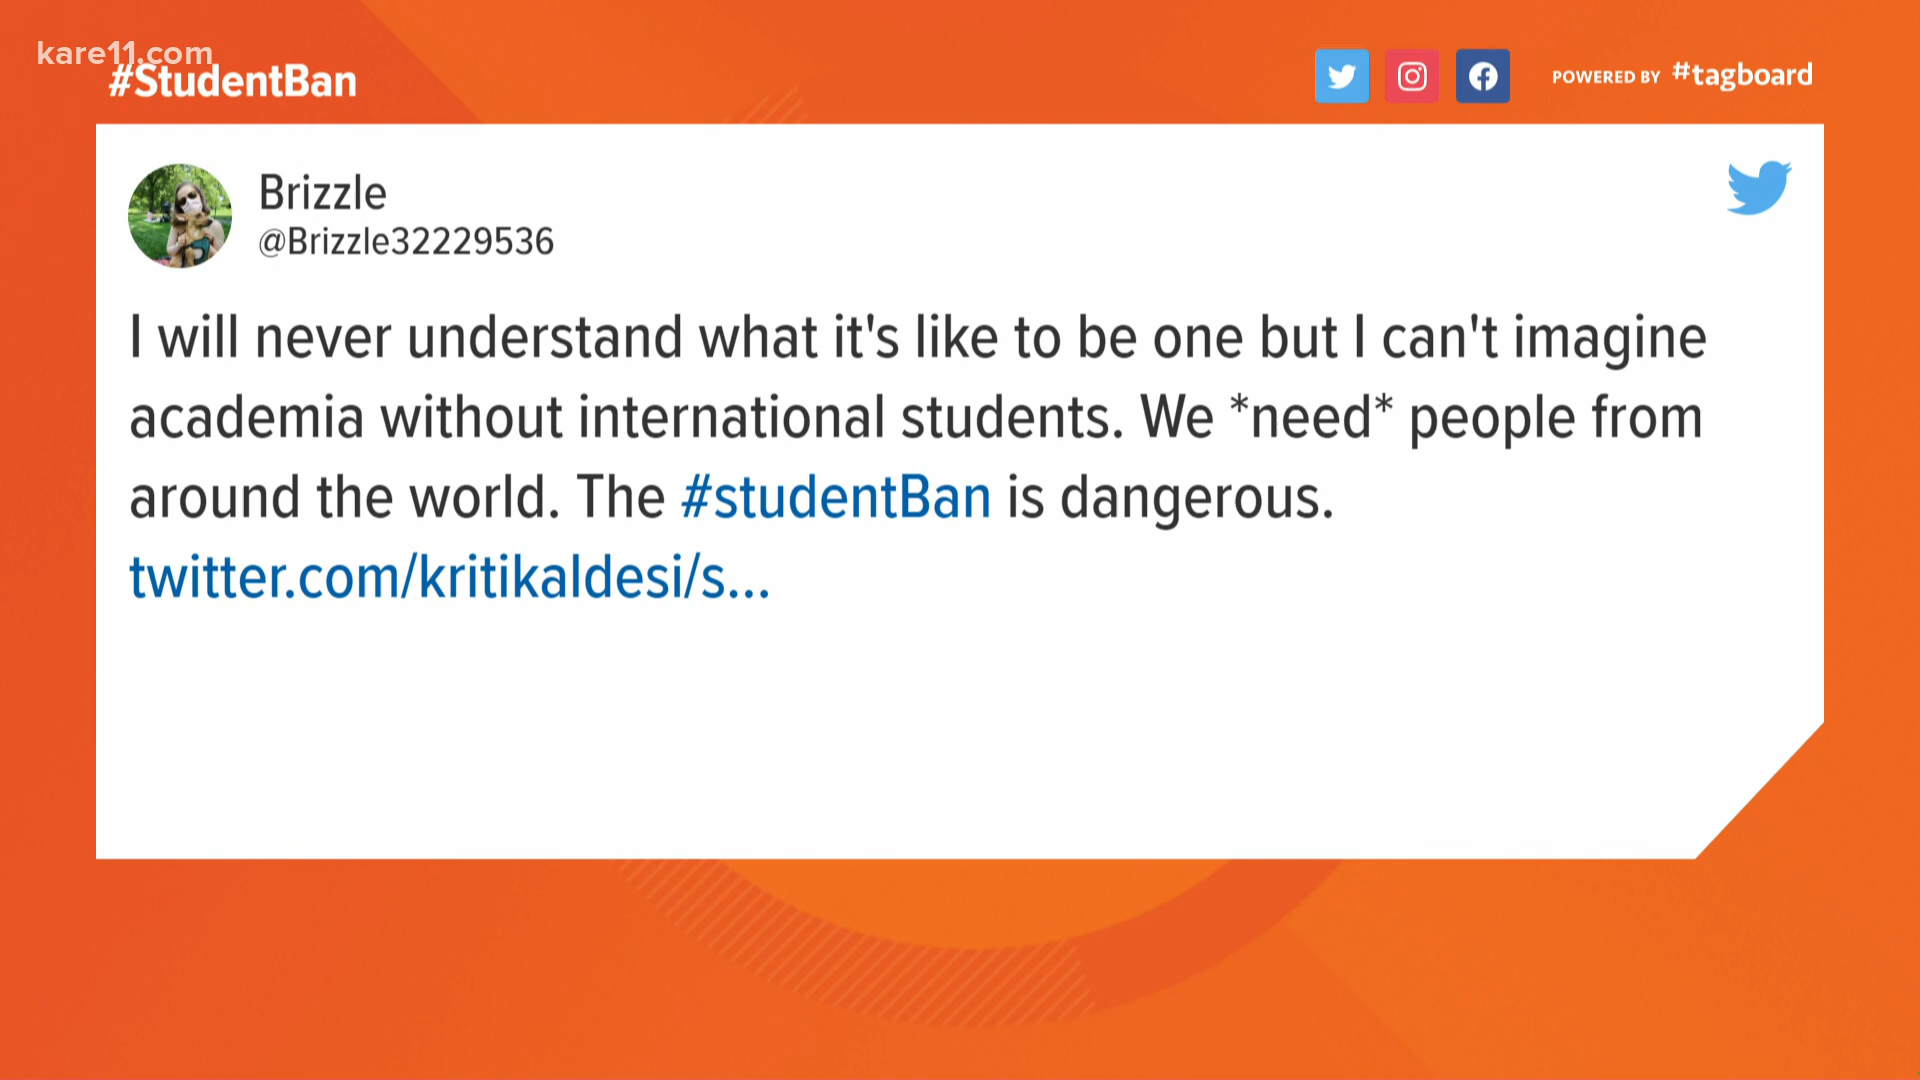 kare11.com
#StudentBan
POWERED BY #tagboard
Brizzle
@Brizzle32229536
I will never understand what it's like to be one but I can't imagine
academia without international students. We *need* people from
around the world. The #studentBan is dangerous.
twitter.com/kritikaldesi/s...